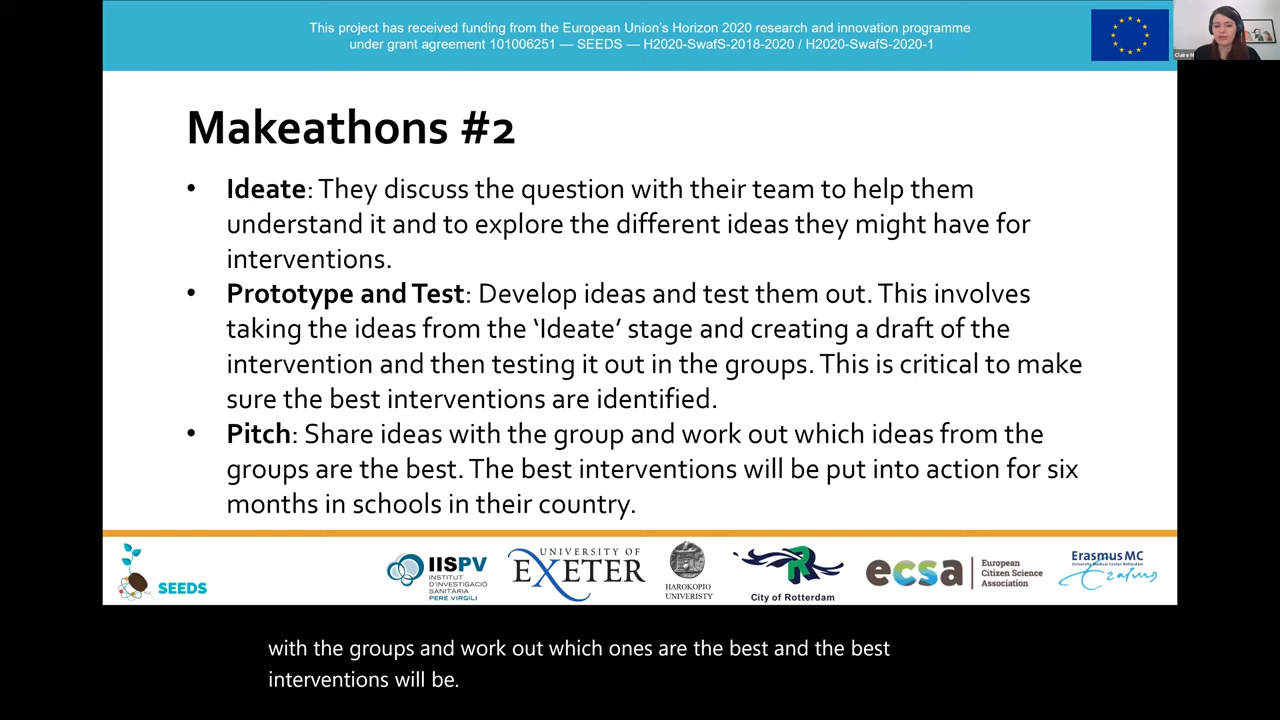 This project has received funding from the European Union's Horizon 2020 research and innovation programme
under grant agreement 101006251 — SEEDS — H2020-SwafS-2018-2020 / H2020-SwafS-2020-1
Claire M
Makeathons #2
• Ideate: They discuss the question with their team to help them
understand it and to explore the different ideas they might have for
interventions.
• Prototype and Test: Develop ideas and test them out. This involves
taking the ideas from the ‘Ideate’ stage and creating a draft of the
intervention and then testing it out in the groups. This is critical to make
sure the best interventions are identified.
• Pitch: Share ideas with the group and work out which ideas from the
groups are the best. The best interventions will be put into action for six
months in schools in their country.
SEEDS
IISPV
INSTITUT
D'INVESTIGACIÓ
SANITÀRIA
PERE VIRGILI
UNIVERSITY OF
EXETER
HAROKOPIO
UNIVERISTY
R
City of Rotterdam
ecsa
European
Citizen Science
Association
Erasmus MC
University Medical Center Rotterdam
Erasmus
with the groups and work out which ones are the best and the best
interventions will be.